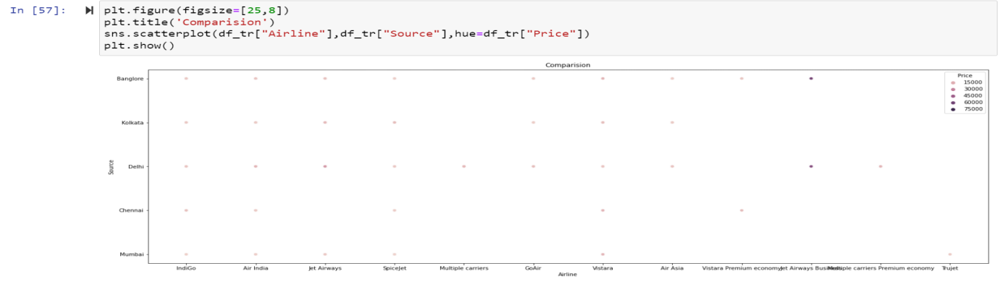 In [57]:
plt.figure(figsize=[25,8])
plt.title('Comparision')
sns.scatterplot(df_tr["Airline"],df_tr["Source"],hue=df_tr["Price"])
plt.show()
Comparision
Price
15000
30000
45000
60000
75000
Banglore
Kolkata
Delhi
Chennai
Mumbai
Source
IndiGo Air India Jet Airways SpiceJet Multiple carriers GoAir Vistara Air Asia Vistara Premium economy Jet Airways Business Multiple carriers Premium economy Trujet
Airline